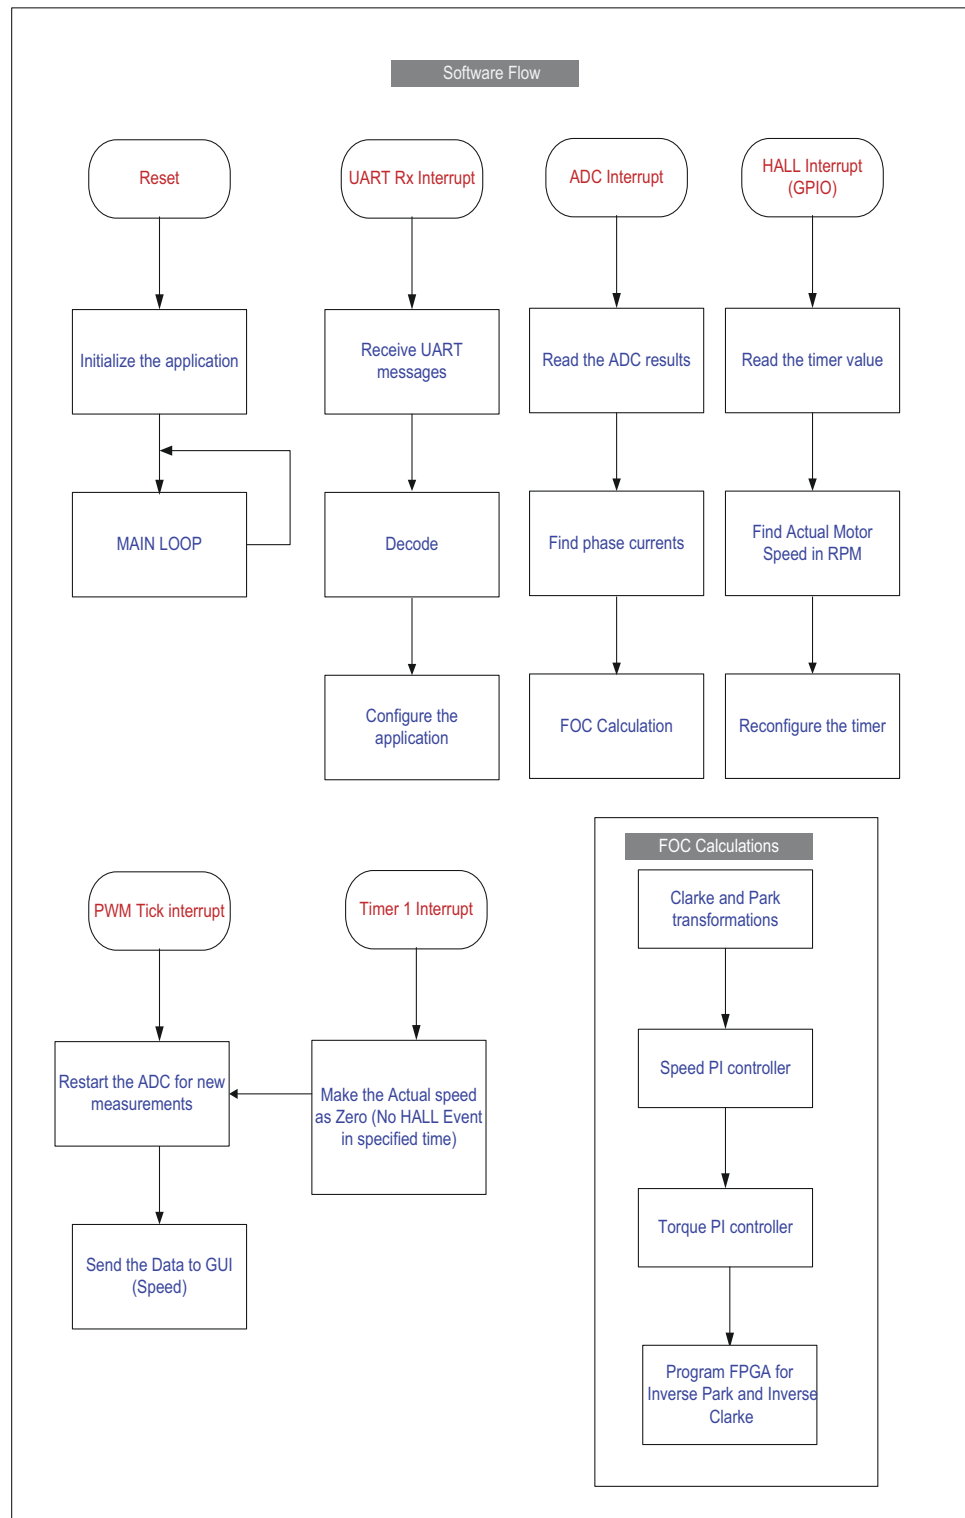 Software Flow
Reset
UART Rx Interrupt
ADC Interrupt
HALL Interrupt
(GPIO)
Initialize the application
Receive UART
messages
Read the ADC results
Read the timer value
MAIN LOOP
Decode
Find phase currents
Find Actual Motor
Speed in RPM
Configure the
application
FOC Calculation
Reconfigure the timer
PWM Tick interrupt
Timer 1 Interrupt
Restart the ADC for new
measurements
Make the Actual speed
as Zero (No HALL Event
in specified time)
Send the Data to GUI
(Speed)
FOC Calculations
Clarke and Park
transformations
Speed PI controller
Torque PI controller
Program FPGA for
Inverse Park and Inverse
Clarke